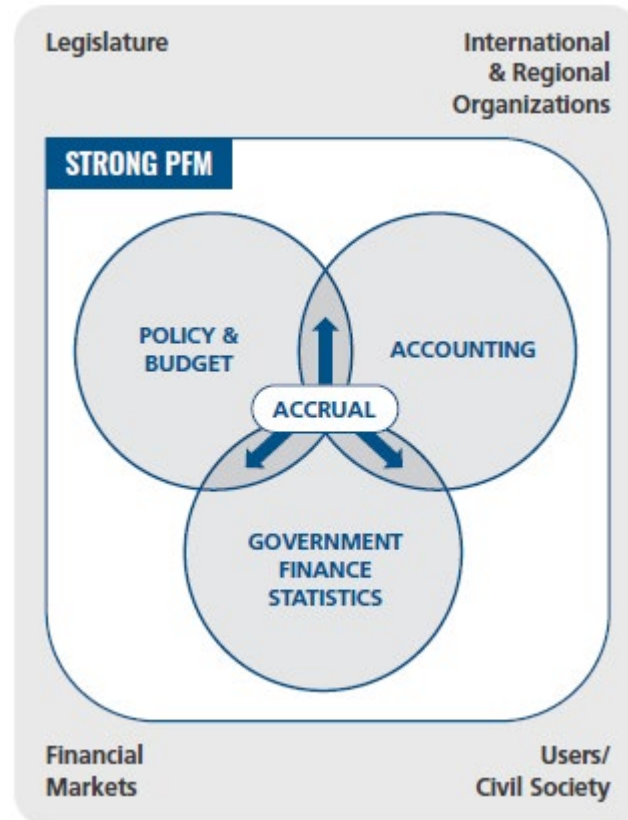 Legislature
International
& Regional
Organizations
STRONG PFM
POLICY &
BUDGET
ACCOUNTING
ACCRUAL
GOVERNMENT
FINANCE
STATISTICS
Financial
Markets
Users/
Civil Society